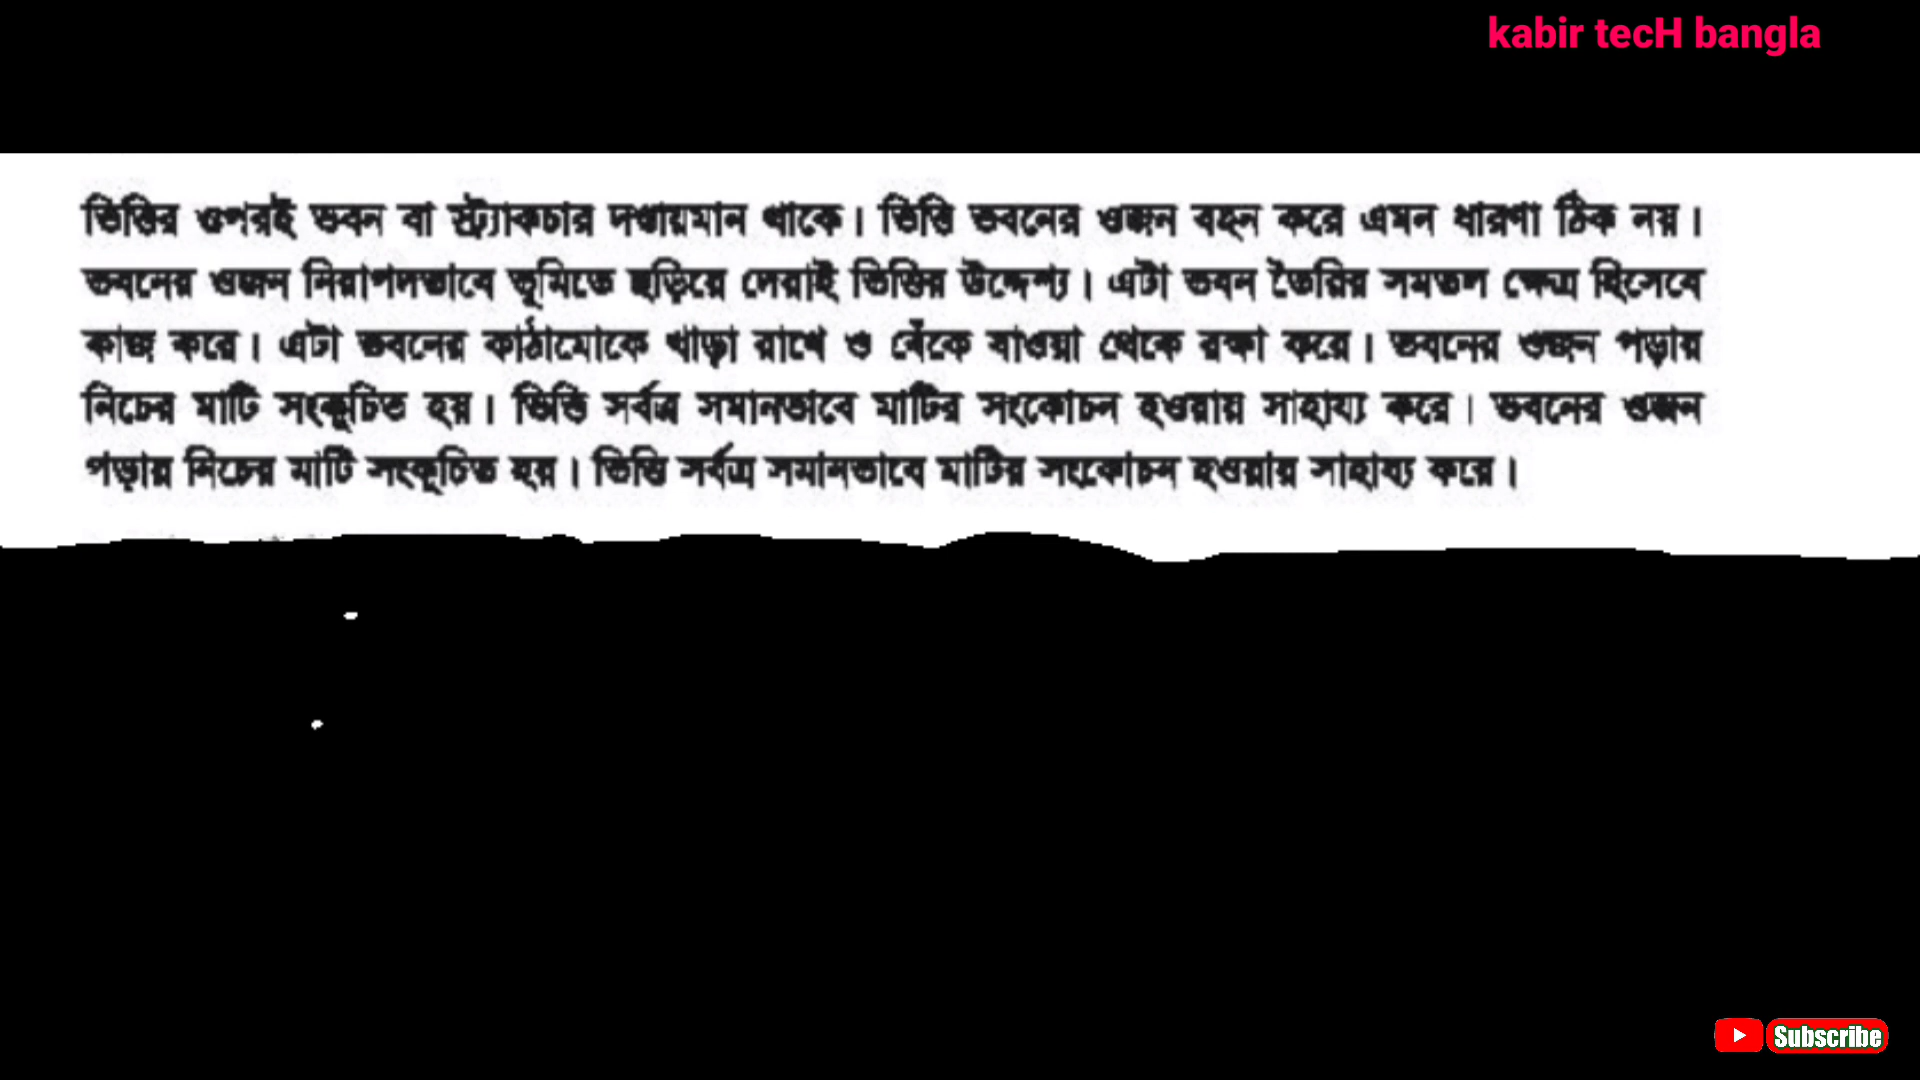 kabir tecH bangla
ভিত্তির ওপরই ভবন বা স্ট্র্যাকচার দণ্ডায়মান থাকে। ভিত্তি ভবনের ওজন বহন করে এমন ধারণা ঠিক নয়।
ভবনের ওজন নিরাপদভাবে ভূমিতে ছড়িয়ে দেয়াই ভিত্তির উদ্দেশ্য। এটা ভবন তৈরির সমতল ক্ষেত্র হিসেবে
কাজ করে। এটা ভবনের কাঠামোকে খাড়া রাখে ও বেঁকে যাওয়া থেকে রক্ষা করে। ভবনের ওজন পড়ায়
নিচের মাটি সংকুচিত হয়। ভিত্তি সর্বত্র সমানভাবে মাটির সংকোচন হওয়ায় সাহায্য করে। ভবনের ওজন
পড়ায় নিচের মাটি সংকুচিত হয়। ভিত্তি সর্বত্র সমানভাবে মাটির সংকোচন হওয়ায় সাহায্য করে।
Subscribe